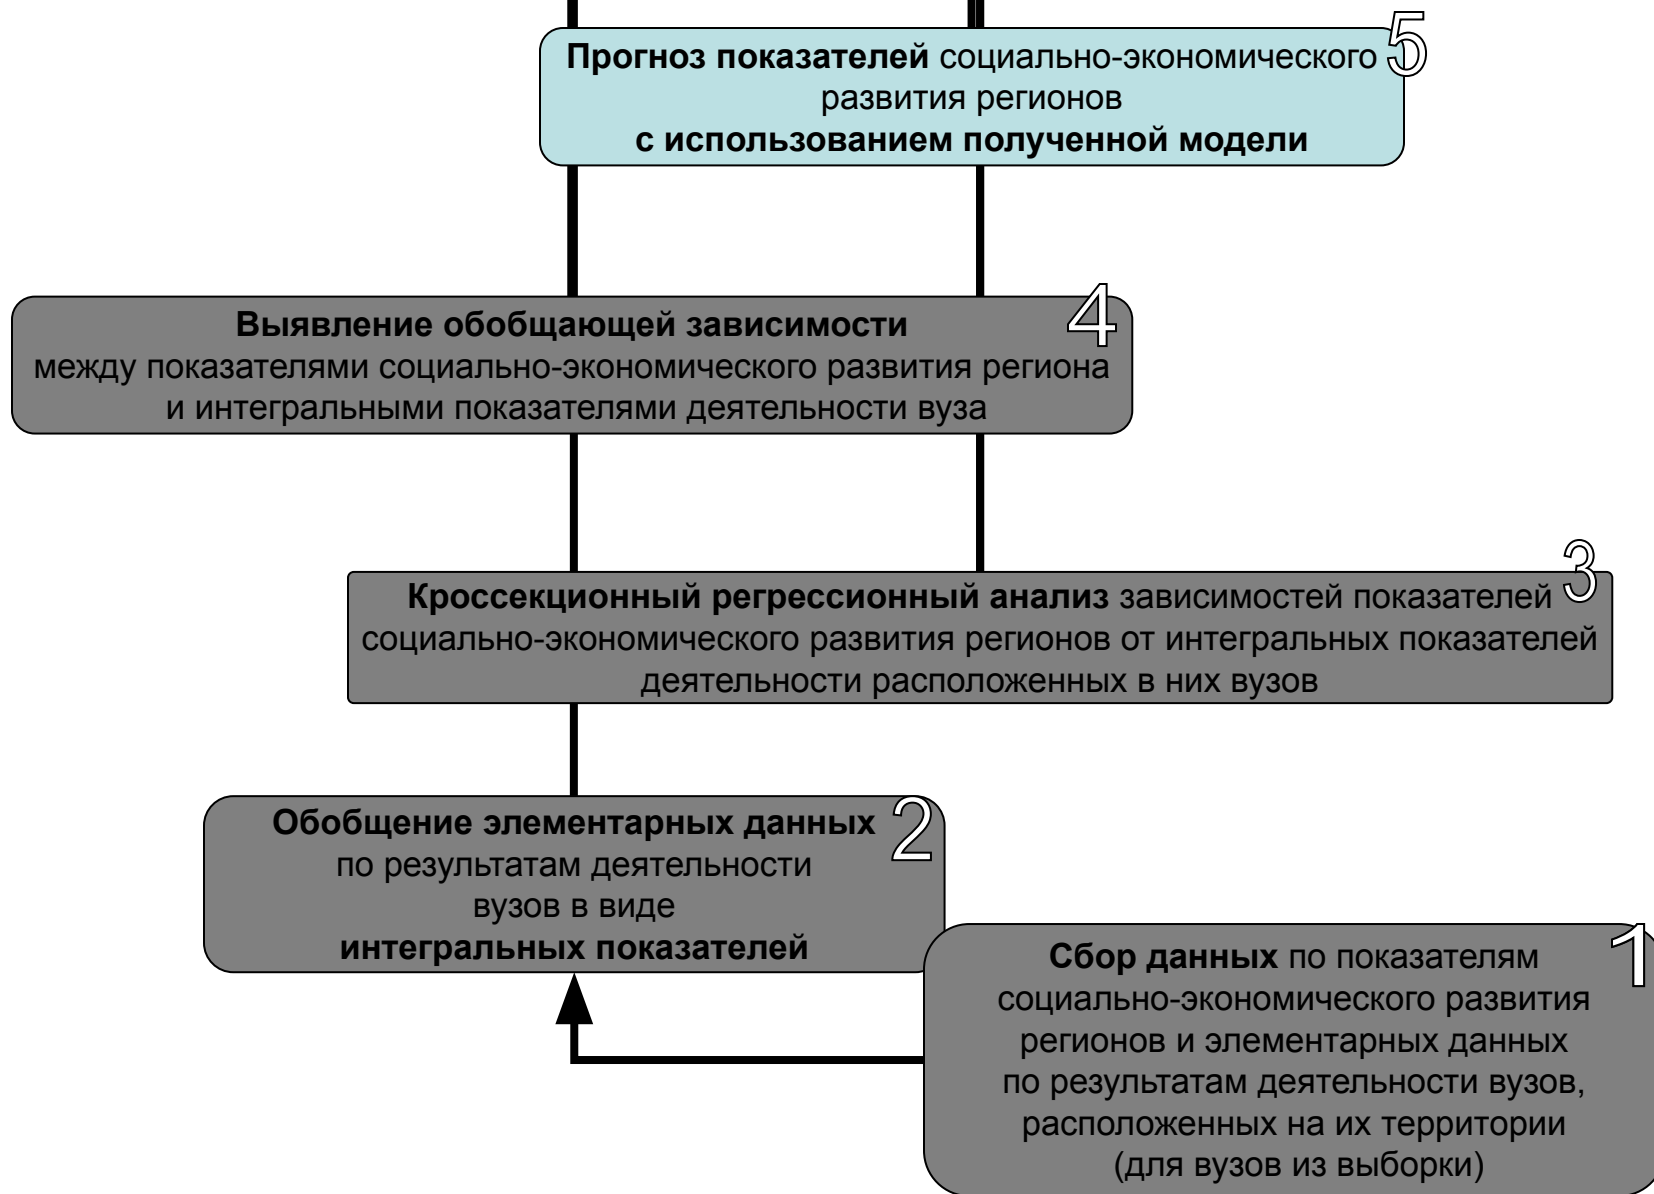 5
Прогноз показателей социально-экономического
развития регионов
с использованием полученной модели
4
Выявление обобщающей зависимости
между показателями социально-экономического развития региона
и интегральными показателями деятельности вуза
3
Кроссекционный регрессионный анализ зависимостей показателей
социально-экономического развития регионов от интегральных показателей
деятельности расположенных в них вузов
2
Обобщение элементарных данных
по результатам деятельности
вузов в виде
интегральных показателей
1
Сбор данных по показателям
социально-экономического развития
регионов и элементарных данных
по результатам деятельности вузов,
расположенных на их территории
(для вузов из выборки)